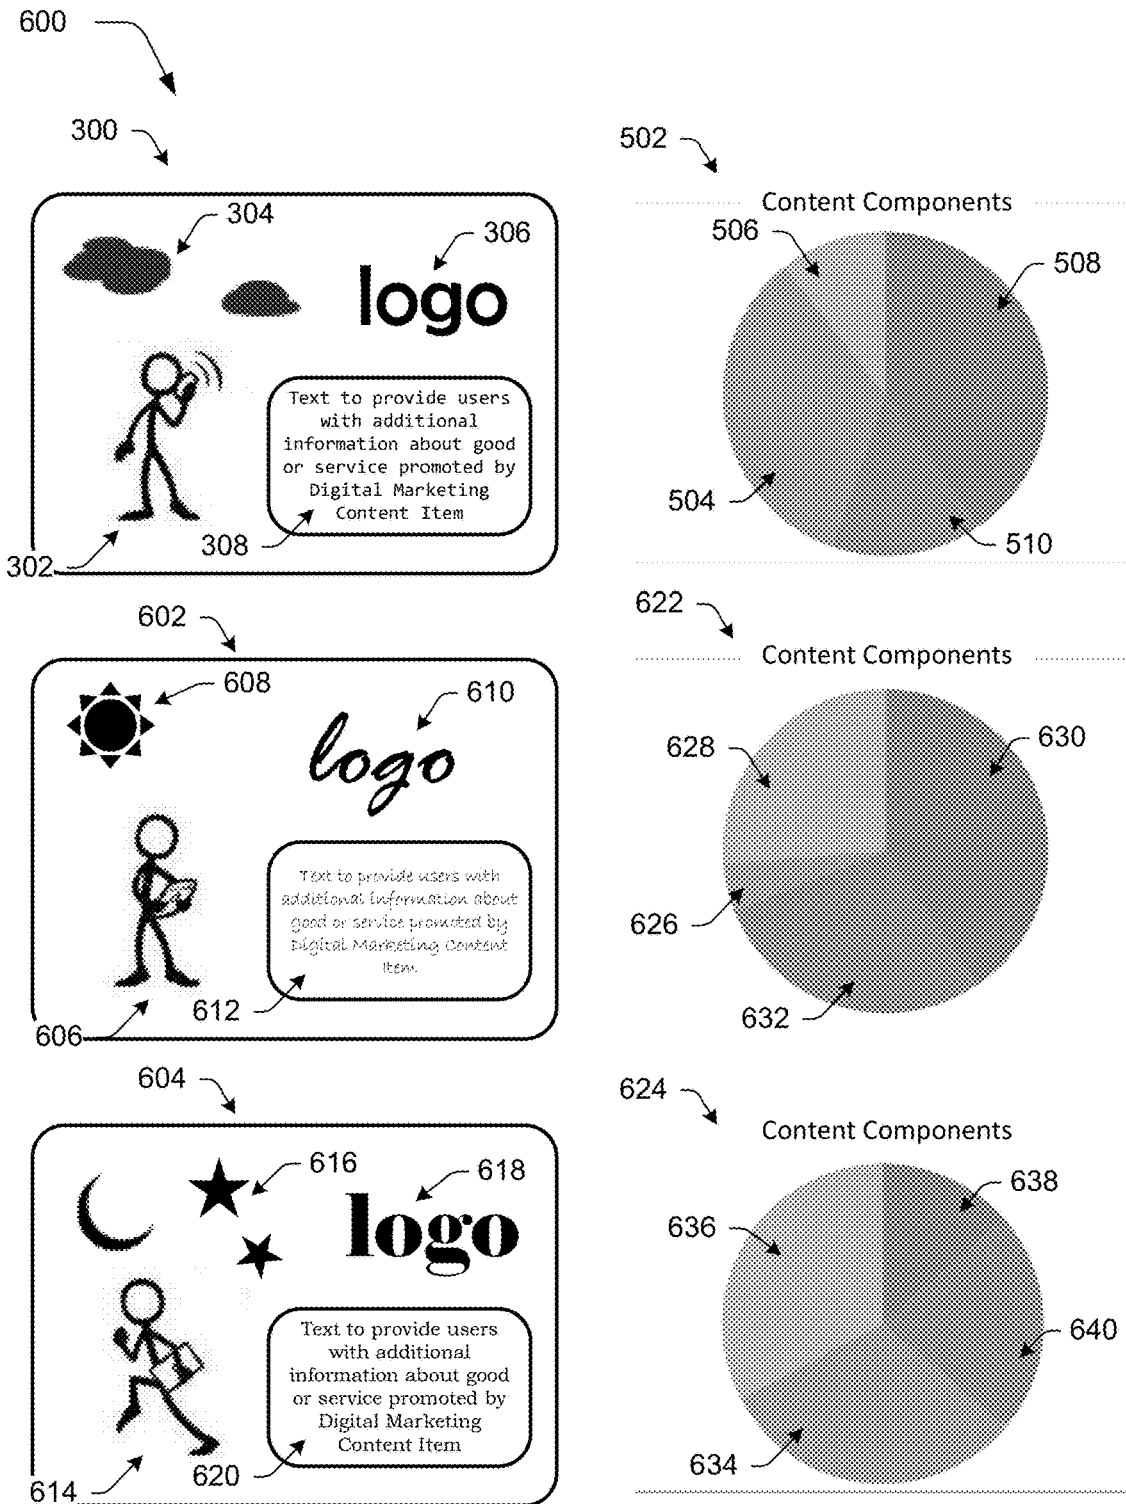 600
300
502
Content Components
304
306
506
508
logo
Text to provide users
with additional
information about good
or service promoted by
Digital Marketing
Content Item
504
308
510
302
602
622
Content Components
608
610
628
630
logo
Text to provide users with
additional information about
good or service promoted by
Digital Marketing Content
Item
626
612
632
606
604
624
Content Components
616
618
638
636
logo
Text to provide users
with additional
information about good
or service promoted by
Digital Marketing
Content Item
640
634
620
614